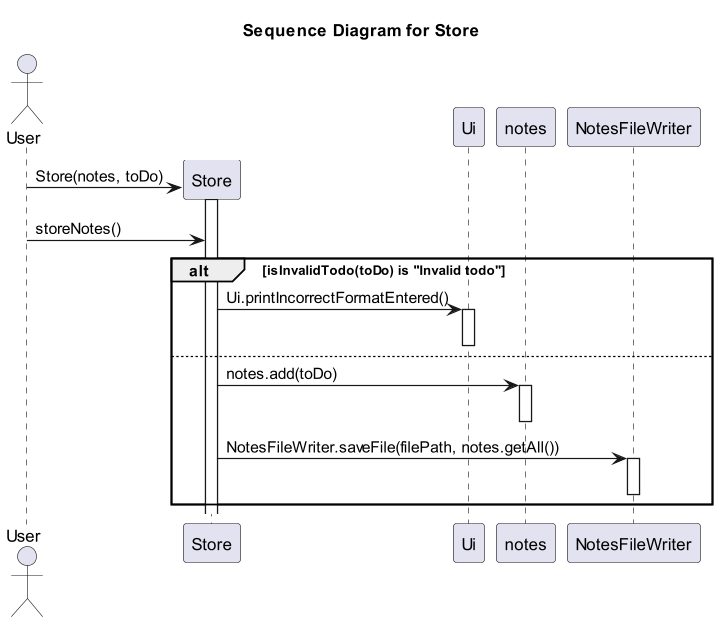 Sequence Diagram for Store
User
Ui
notes
NotesFileWriter
Store(notes, toDo)
Store
storeNotes()
alt
[isInvalidTodo(toDo) is "Invalid todo"]
Ui.printIncorrectFormatEntered()
notes.add(toDo)
NotesFileWriter.saveFile(filePath, notes.getAll())
User
Store
Ui
notes
NotesFileWriter